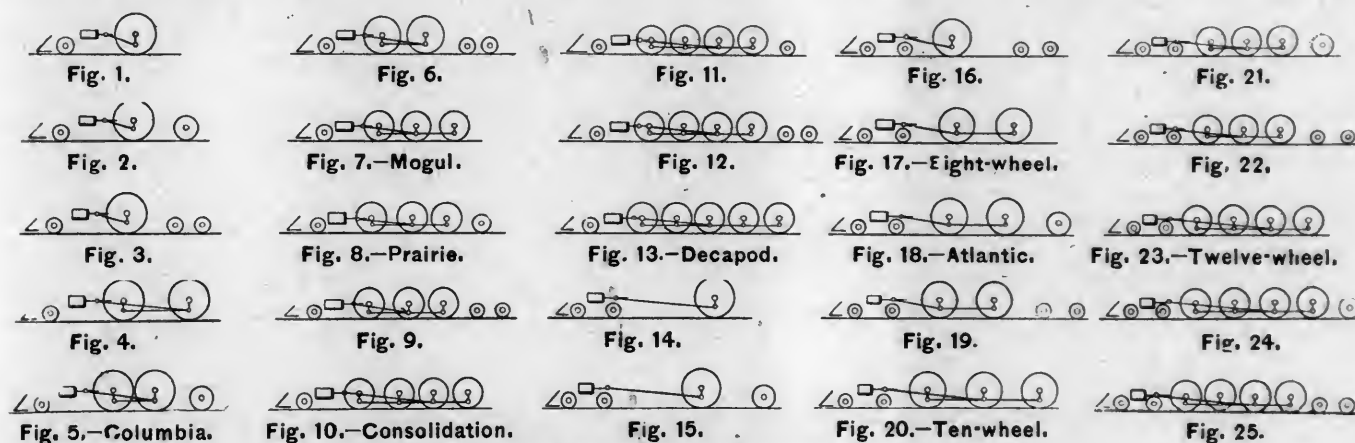 Fig. 1.
Fig. 6.
Fig. 11.
Fig. 16.
Fig. 21.
Fig. 2.
Fig. 7.—Mogul.
Fig. 12.
Fig. 17.—Eight-wheel.
Fig. 22.
Fig. 3.
Fig. 8.—Prairie.
Fig. 13.—Decapod.
Fig. 18.—Atlantic.
Fig. 23.—Twelve-wheel.
Fig. 4.
Fig. 9.
Fig. 14.
Fig. 19.
Fig. 24.
Fig. 5.—Columbia.
Fig. 10.—Consolidation.
Fig. 15.
Fig. 20.—Ten-wheel.
Fig. 25.